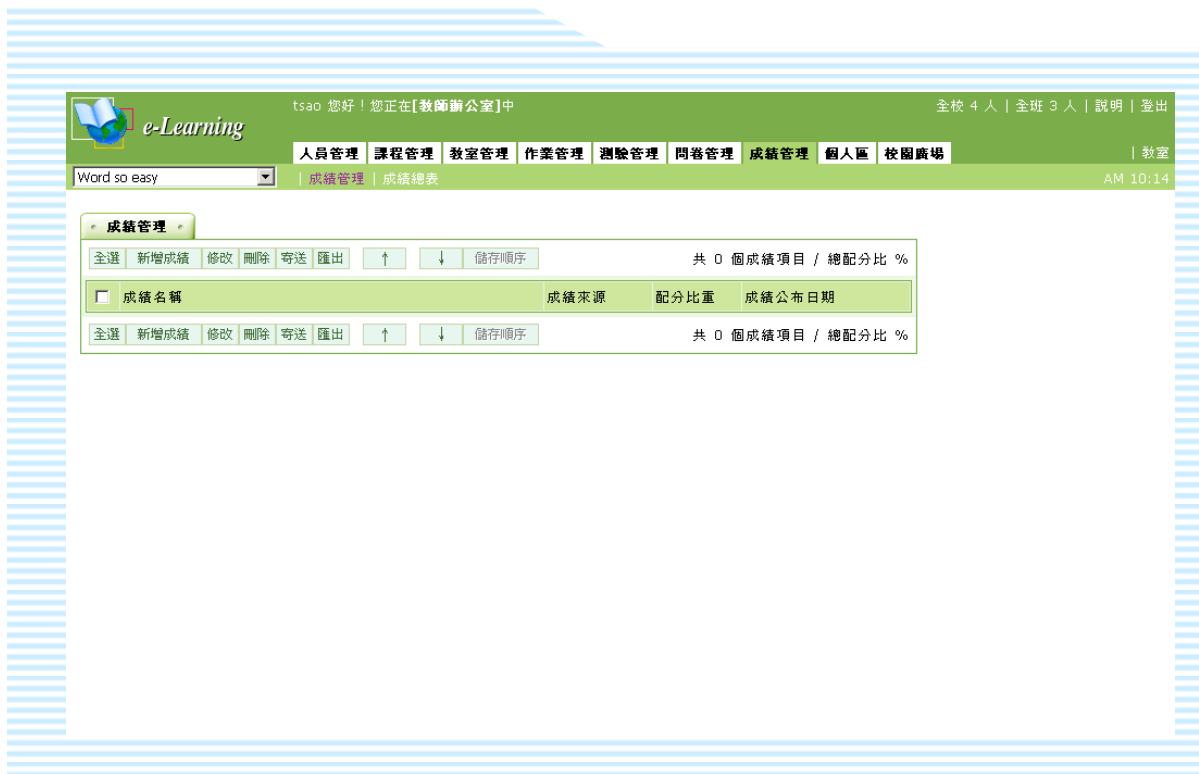 tsao 您好！您正在[教師辦公室]中 全校 4 人 | 全班 3 人 | 說明 | 登出
e-Learning
人員管理 課程管理 教室管理 作業管理 測驗管理 問卷管理 成績管理 個人區 校園廣場 | 教室
Word so easy | 成績管理 | 成績總表 AM 10:14
成績管理
全選 新增成績 修改 刪除 寄送 匯出 ↑ ↓ 儲存順序 共 0 個成績項目 / 總配分比 %
成績名稱 成績來源 配分比重 成績公布日期
全選 新增成績 修改 刪除 寄送 匯出 ↑ ↓ 儲存順序 共 0 個成績項目 / 總配分比 %